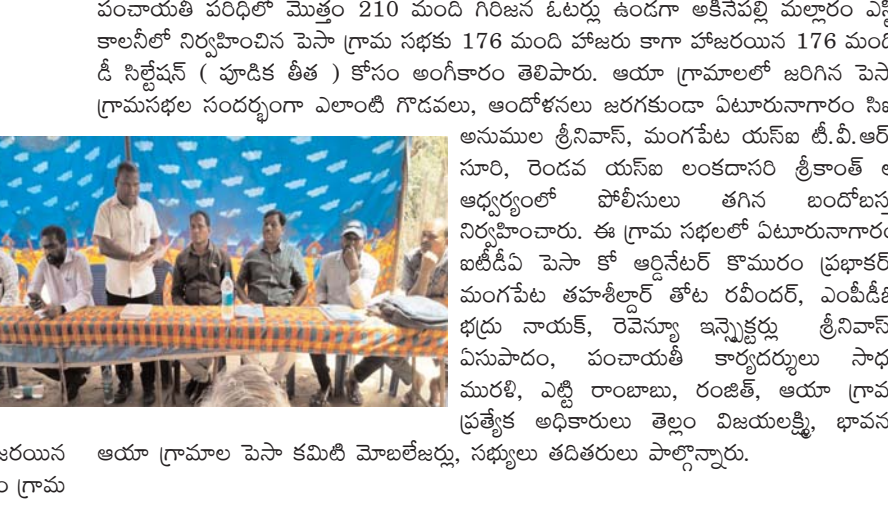 పంచాయతీ పరిధిలో మొత్తం 210 మంది గిరిజన ఓటర్లు ఉండగా అకినేపల్లి మల్లారం
కాలనీలో నిర్వహించిన పెసా గ్రామ సభకు 176 మంది హాజరు కాగా హాజరయిన 176 మంది
డీ సిల్టేషన్ ( పూడిక తీత ) కోసం అంగీకారం తెలిపారు. ఆయా గ్రామాలలో జరిగిన పెసా
గ్రామసభల సందర్భంగా ఎలాంటి గొడవలు, ఆందోళనలు జరగకుండా ఏటూరునాగారం
అనుముల శ్రీనివాస్, మంగపేట యస్ఐ టీ.వీ.ఆర్
సూరి, రెండవ యస్ఐ లంకదాసరి శ్రీకాంత్
ఆధ్వర్యంలో పోలీసులు తగిన
నిర్వహించారు. ఈ గ్రామ సభలలో ఏటూరునాగారం
ఐటీడీఏ పెసా కో ఆర్డినేటర్ కొమురం ప్రభాకర్
మంగపేట తహశీల్దార్ తోట రవీందర్,
భద్రు నాయక్, రెవెన్యూ ఇన్స్పెక్టర్లు శ్రీనివాస్
ఏసుపాదం, పంచాయతీ కార్యదర్శులు
మురళి, ఎట్టి రాంబాబు, రంజిత్, ఆయా గ్రామ
ప్రత్యేక అధికారులు తెల్లం విజయలక్ష్మి, భావన
ఆయా గ్రామాల పెసా కమిటి మోబలేజర్లు, సభ్యులు తదితరులు పాల్గొన్నారు.
గ్రామ